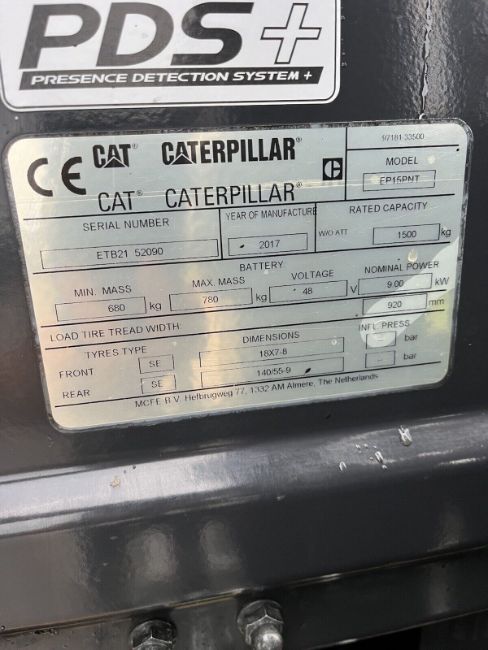 PDS+
PRESENCE DETECTION SYSTEM +
97181-33500
CE CAT® CATERPILLAR® C
CAT® CATERPILLAR®
MODEL
EP15PNT
SERIAL NUMBER YEAR OF MANUFACTURE RATED CAPACITY
ETB21 52090 2017 W/O ATT 1500 kg
BATTERY
MIN. MASS MAX. MASS VOLTAGE NOMINAL POWER
680 kg 780 kg 48 V 9.00 kW
LOAD TIRE TREAD WIDTH 920 mm
TYRES TYPE DIMENSIONS INFL. PRESS
FRONT SE 18X7-8 - bar
REAR SE 140/55-9 - bar
MCFE B.V. Hefbrugweg 77, 1332 AM Almere, The Netherlands